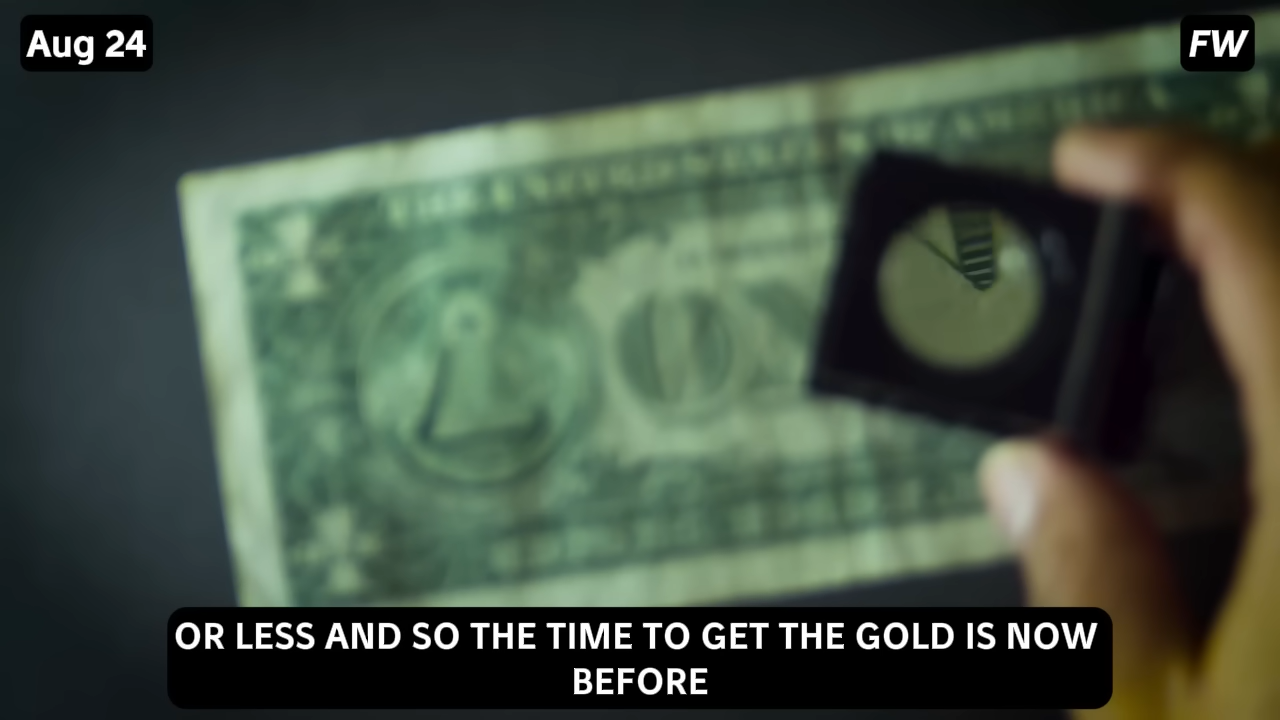 Aug 24
FW
OR LESS AND SO THE TIME TO GET THE GOLD IS NOW
BEFORE